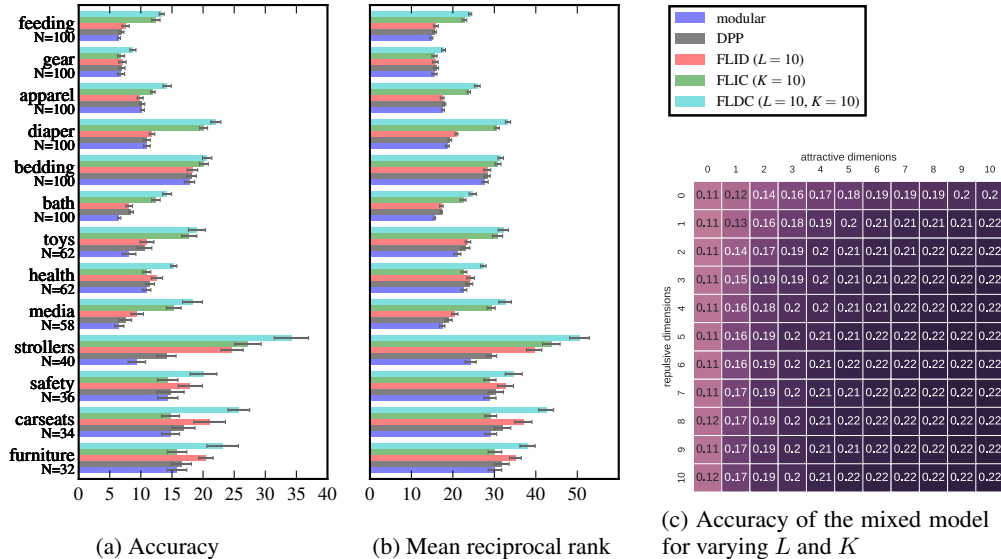 feeding
N=100
gear
N=100
apparel
N=100
diaper
N=100
bedding
N=100
bath
N=100
toys
N=62
health
N=62
media
N=58
strollers
N=40
safety
N=36
carseats
N=34
furniture
N=32
0 5 10 15 20 25 30 35 40
(a) Accuracy
0 10 20 30 40 50
(b) Mean reciprocal rank
modular
DPP
FLID (L = 10)
FLIC (K = 10)
FLDC (L = 10, K = 10)
attractive dimenions
0 1 2 3 4 5 6 7 8 9 10
repulsive dimensions
0 0.11 0.12 0.14 0.16 0.17 0.18 0.19 0.19 0.19 0.2 0.2
1 0.11 0.13 0.16 0.18 0.19 0.2 0.21 0.21 0.21 0.21 0.22
2 0.11 0.14 0.17 0.19 0.2 0.21 0.21 0.22 0.22 0.22 0.22
3 0.11 0.15 0.19 0.19 0.2 0.21 0.21 0.22 0.22 0.22 0.22
4 0.11 0.16 0.18 0.2 0.2 0.21 0.21 0.22 0.22 0.22 0.22
5 0.11 0.16 0.19 0.2 0.21 0.21 0.22 0.22 0.22 0.22 0.22
6 0.11 0.16 0.19 0.2 0.21 0.22 0.22 0.22 0.22 0.22 0.22
7 0.11 0.17 0.19 0.2 0.21 0.22 0.22 0.22 0.22 0.22 0.22
8 0.12 0.17 0.19 0.2 0.21 0.22 0.22 0.22 0.22 0.22 0.22
9 0.11 0.17 0.19 0.2 0.21 0.22 0.22 0.22 0.22 0.22 0.22
10 0.12 0.17 0.19 0.2 0.21 0.22 0.22 0.22 0.22 0.22 0.22
(c) Accuracy of the mixed model
for varying L and K